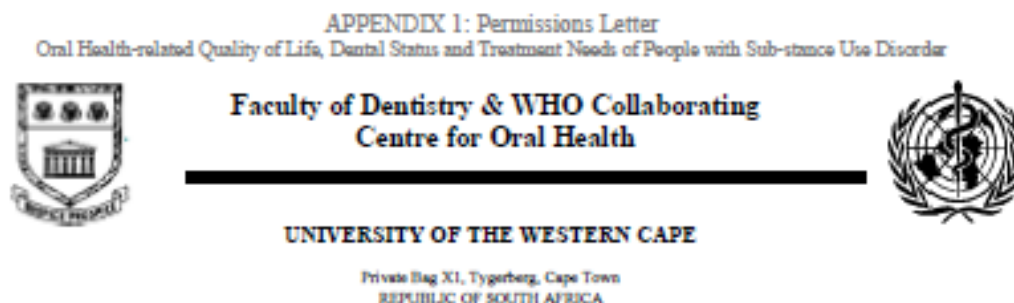 APPENDIX 1: Permissions Letter
Oral Health-related Quality of Life, Dental Status and Treatment Needs of People with Sub-stance Use Disorder
Faculty of Dentistry & WHO Collaborating
Centre for Oral Health
UNIVERSITY OF THE WESTERN CAPE
Private Bag X1, Tygerberg, Cape Town
REPUBLIC OF SOUTH AFRICA